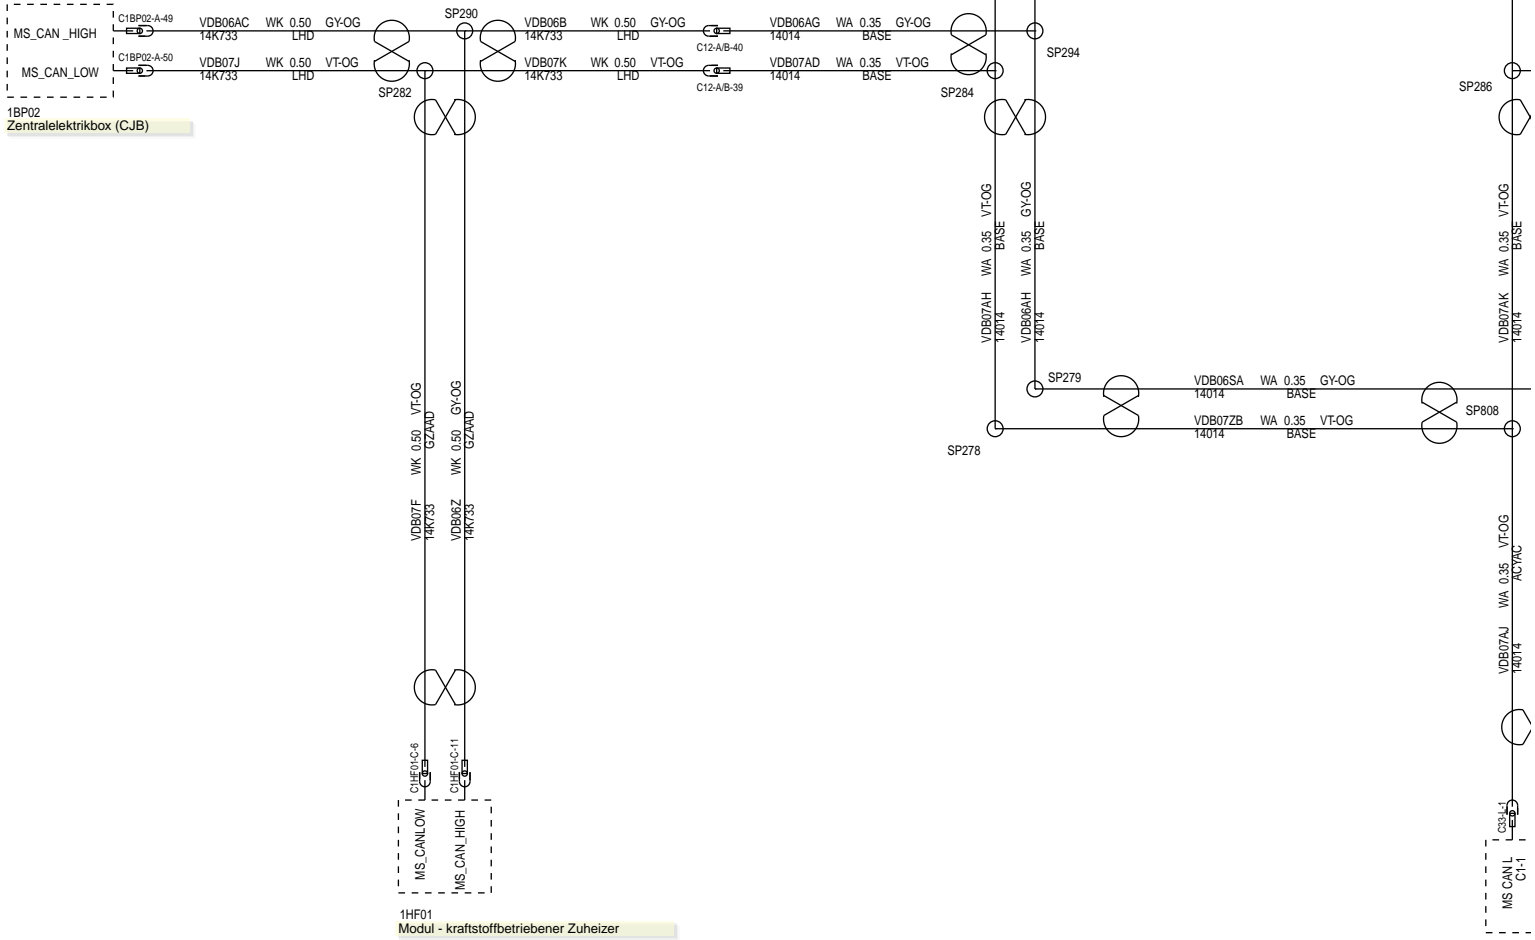 MS_CAN _HIGH
MS_CAN_LOW
1BP02
Zentralelektrikbox (CJB)
C1BP02-A-49
C1BP02-A-50
VDB06AC WK 0.50 GY-OG
14K733 LHD
VDB07J WK 0.50 VT-OG
14K733 LHD
SP282
SP290
VDB06B WK 0.50 GY-OG
14K733 LHD
VDB07K WK 0.50 VT-OG
14K733 LHD
C12-A/B-40
C12-A/B-39
VDB06AG WA 0.35 GY-OG
14014 BASE
VDB07AD WA 0.35 VT-OG
14014 BASE
SP294
SP284
SP286
VDB07AH WA 0.35 VT-OG
14014 BASE
VDB06AH WA 0.35 GY-OG
14014 BASE
VDB07AK WA 0.35 VT-OG
14014 BASE
SP279
VDB06SA WA 0.35 GY-OG
14014 BASE
SP808
VDB07ZB WA 0.35 VT-OG
14014 BASE
SP278
VDB07F WK 0.50 VT-OG
14K733 GZAAD
VDB06Z WK 0.50 GY-OG
14K733 GZAAD
VDB07AJ WA 0.35 VT-OG
14014 ACYAC
C1HF01-C-6
C1HF01-C-11
MS_CANLOW
MS_CAN_HIGH
1HF01
Modul - kraftstoffbetriebener Zuheizer
C33-L-1
MS CAN L
C1-1